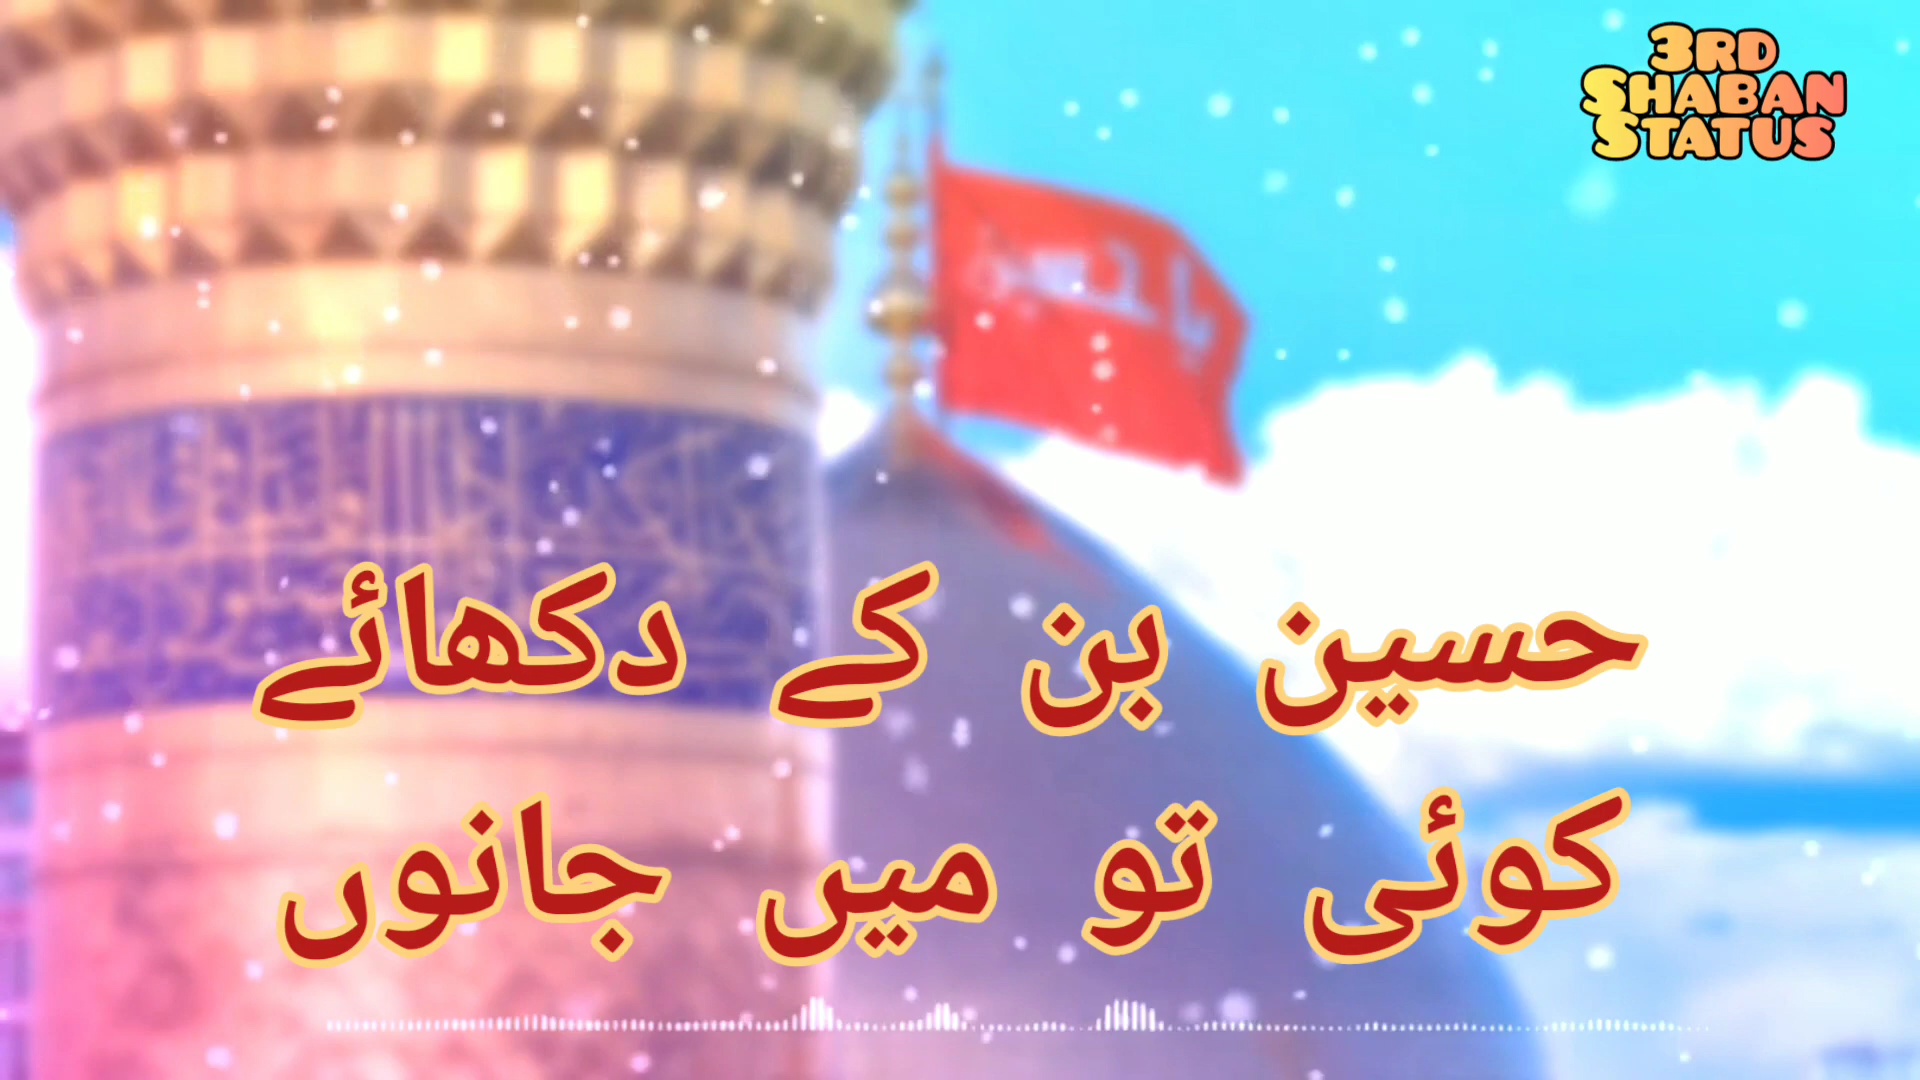 3RD
SHABAN
STATUS
حسین بن کے دکھائے
کوئی تو میں جانوں